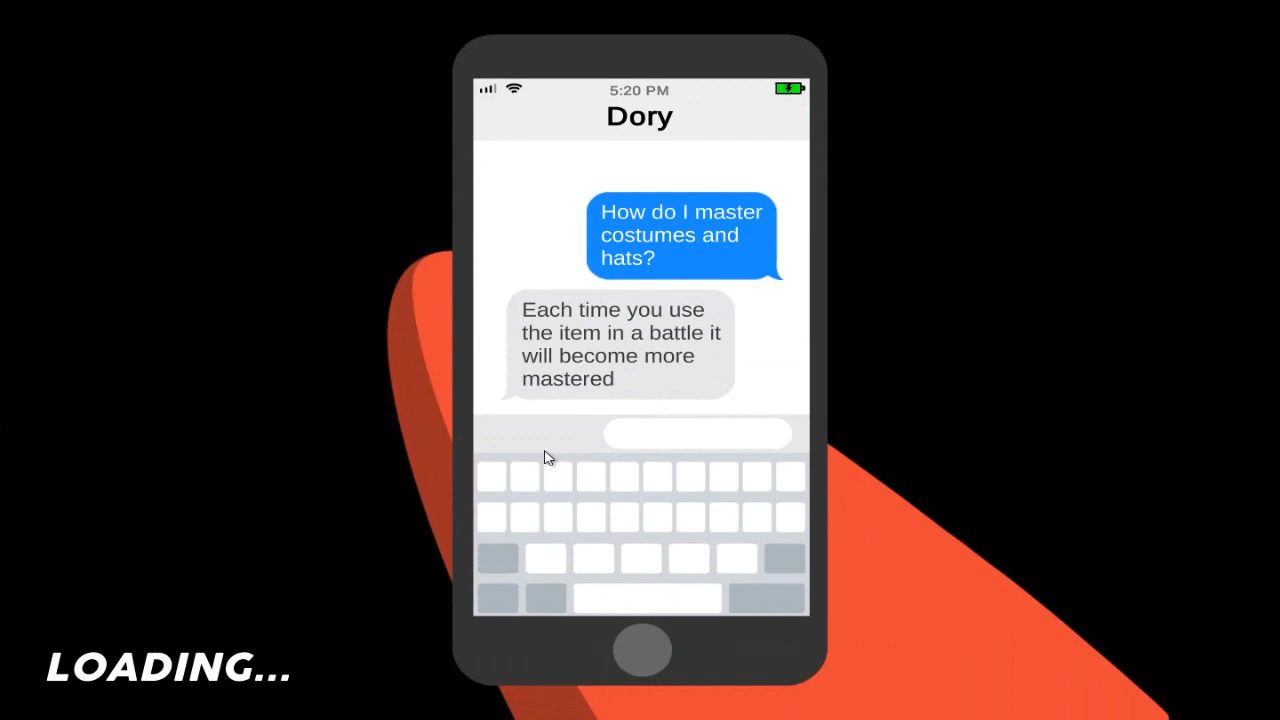 5:20 PM
Dory
How do I master
costumes and
hats?
Each time you use
the item in a battle it
will become more
mastered
LOADING...